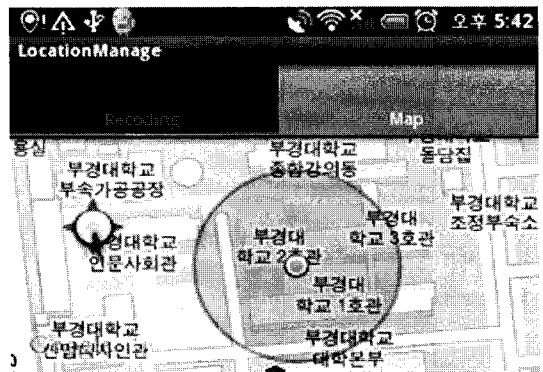 오후 5:42
LocationManage
Recoding
Map
부경대학교
종합강의동
돌담집
부경대학교
부속가공공장
부경대학교
조정부숙소
부경대
학교 3호관
부경대
학교 2호관
경대학교
인문사회관
부경대
학교 1호관
부경대학교
부경대학교
대학본부